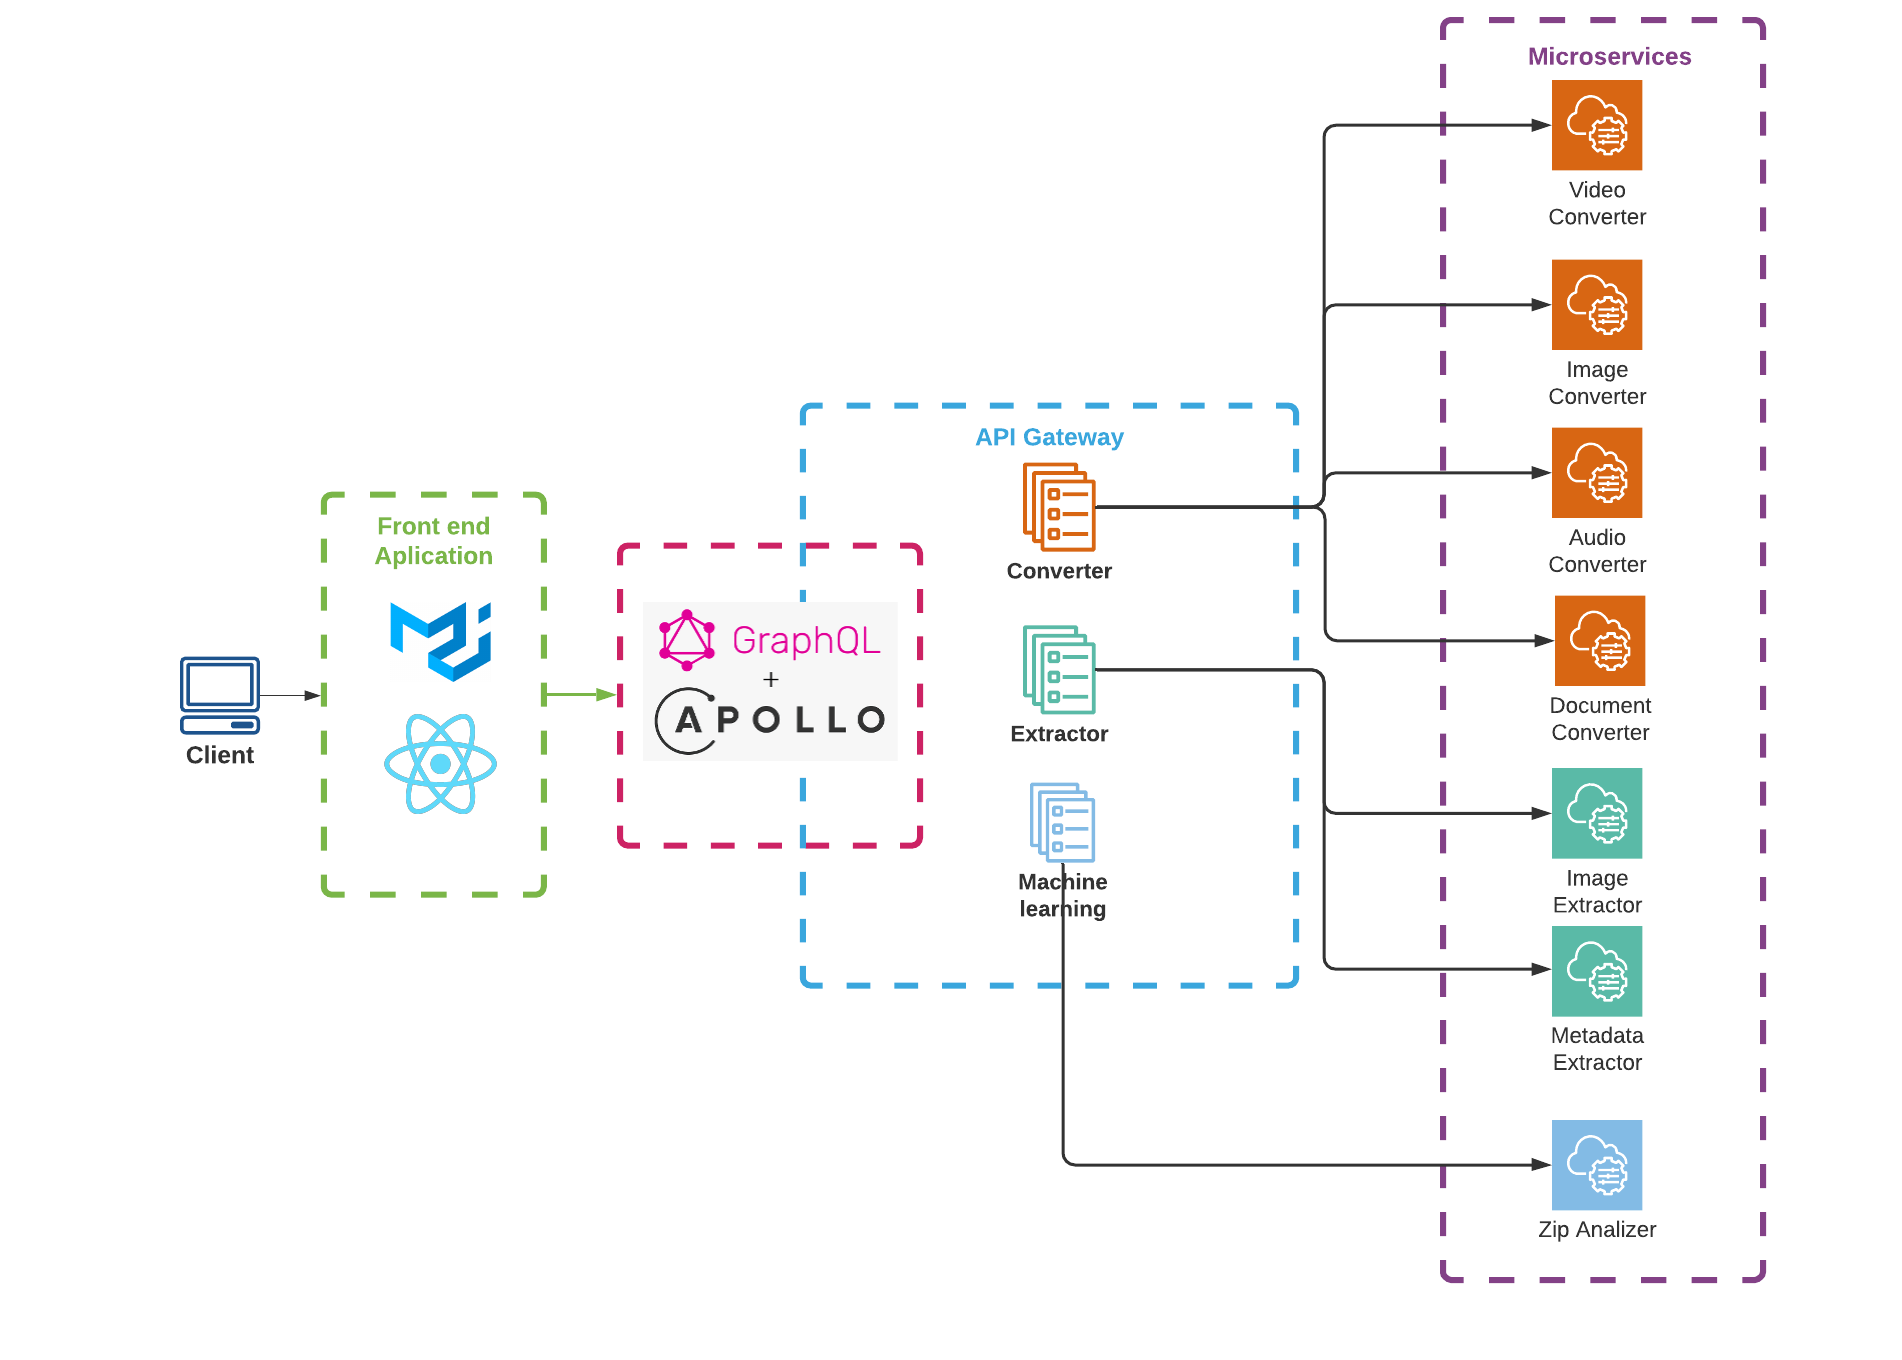 Microservices
Video
Converter
Image
Converter
API Gateway
Audio
Converter
Front end
Aplication
Converter
GraphQL
+
APOLLO
Extractor
Document
Converter
Client
Machine
learning
Image
Extractor
Metadata
Extractor
Zip Analizer